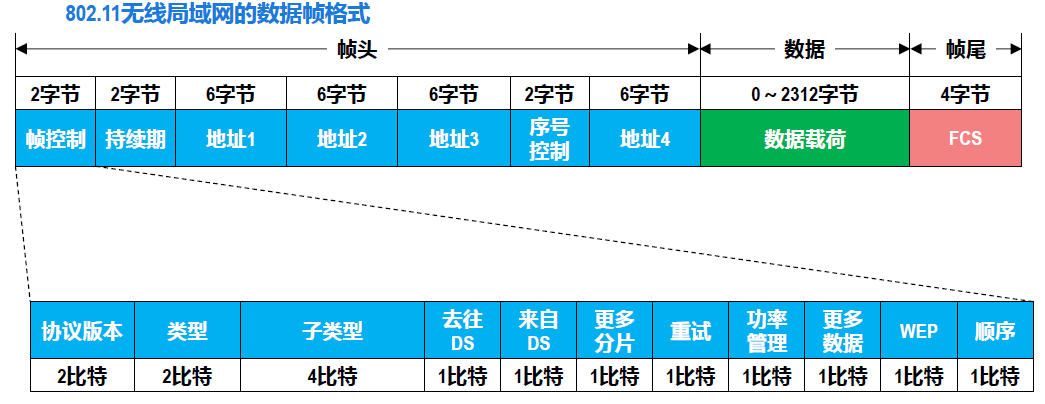 802.11无线局域网的数据帧格式
帧头 数据 帧尾
2字节 2字节 6字节 6字节 6字节 2字节 6字节 0 ~ 2312字节 4字节
帧控制 持续期 地址1 地址2 地址3 序号控制 地址4 数据载荷 FCS
协议版本 类型 子类型 去往DS 来自DS 更多分片 重试 功率管理 更多数据 WEP 顺序
2比特 2比特 4比特 1比特 1比特 1比特 1比特 1比特 1比特 1比特 1比特